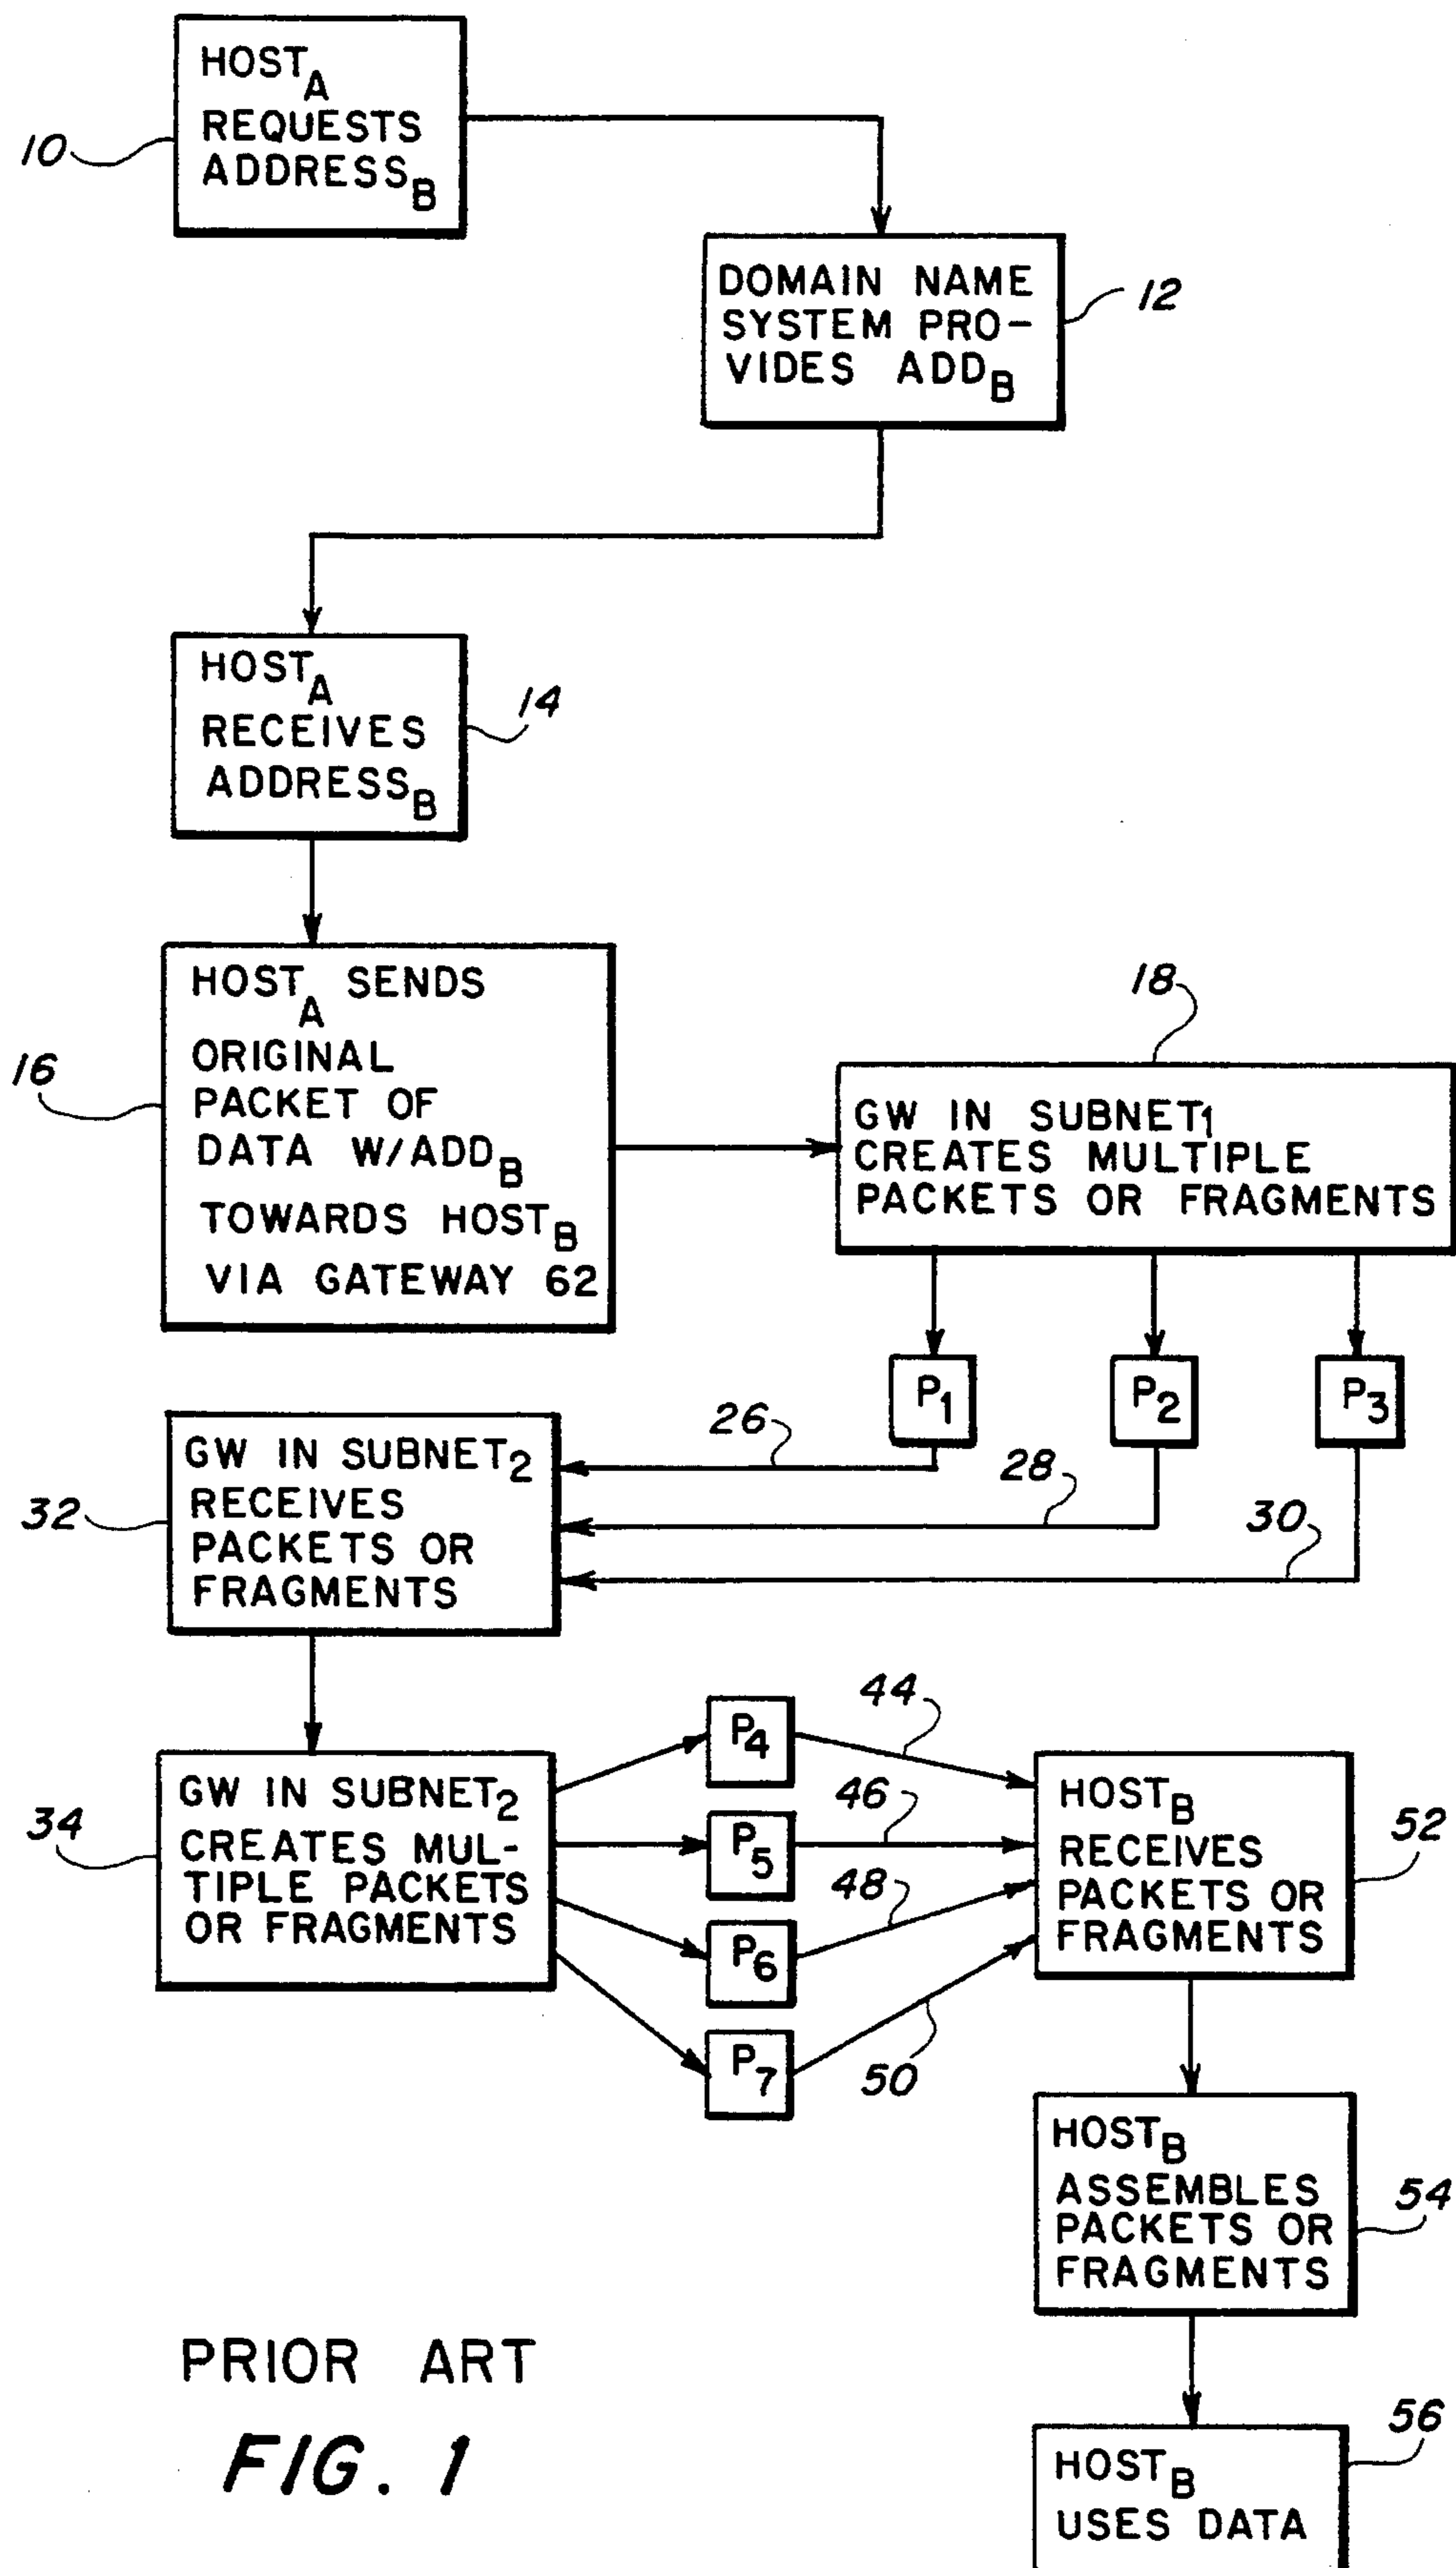 HOST A
REQUESTS
ADDRESS B
10
DOMAIN NAME
SYSTEM PRO-
VIDES ADD B
12
HOST A
RECEIVES
ADDRESS B
14
HOST A SENDS
ORIGINAL
PACKET OF
DATA W/ADD B
TOWARDS HOST B
VIA GATEWAY 62
16
18
GW IN SUBNET1
CREATES MULTIPLE
PACKETS OR FRAGMENTS
P1
P2
P3
26
28
30
GW IN SUBNET2
RECEIVES
PACKETS OR
FRAGMENTS
32
GW IN SUBNET2
CREATES MUL-
TIPLE PACKETS
OR FRAGMENTS
34
P4
P5
P6
P7
44
46
48
50
HOST B
RECEIVES
PACKETS OR
FRAGMENTS
52
HOST B
ASSEMBLES
PACKETS OR
FRAGMENTS
54
HOST B
USES DATA
56
PRIOR ART
FIG. 1